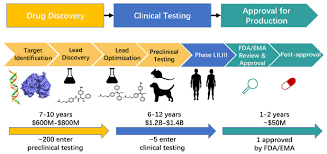 Drug Discovery
Clinical Testing
Approval for
Production
Target
Identification
Lead
Discovery
Lead
Optimization
Preclinical
Testing
Phase I,II,III
FDA/EMA
Review &
Approval
Post-approval
7-10 years
$600M-$800M
6-12 years
$1.2B-$1.4B
1-2 years
~$50M
~200 enter
preclinical testing
~5 enter
clinical testing
1 approved
by FDA/EMA